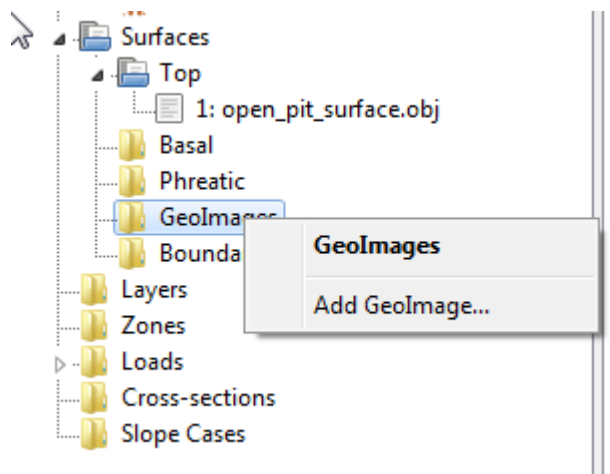 Surfaces
Top
1: open_pit_surface.obj
Basal
Phreatic
GeoImages
GeoImages
Add GeoImage...
Layers
Zones
Loads
Cross-sections
Slope Cases